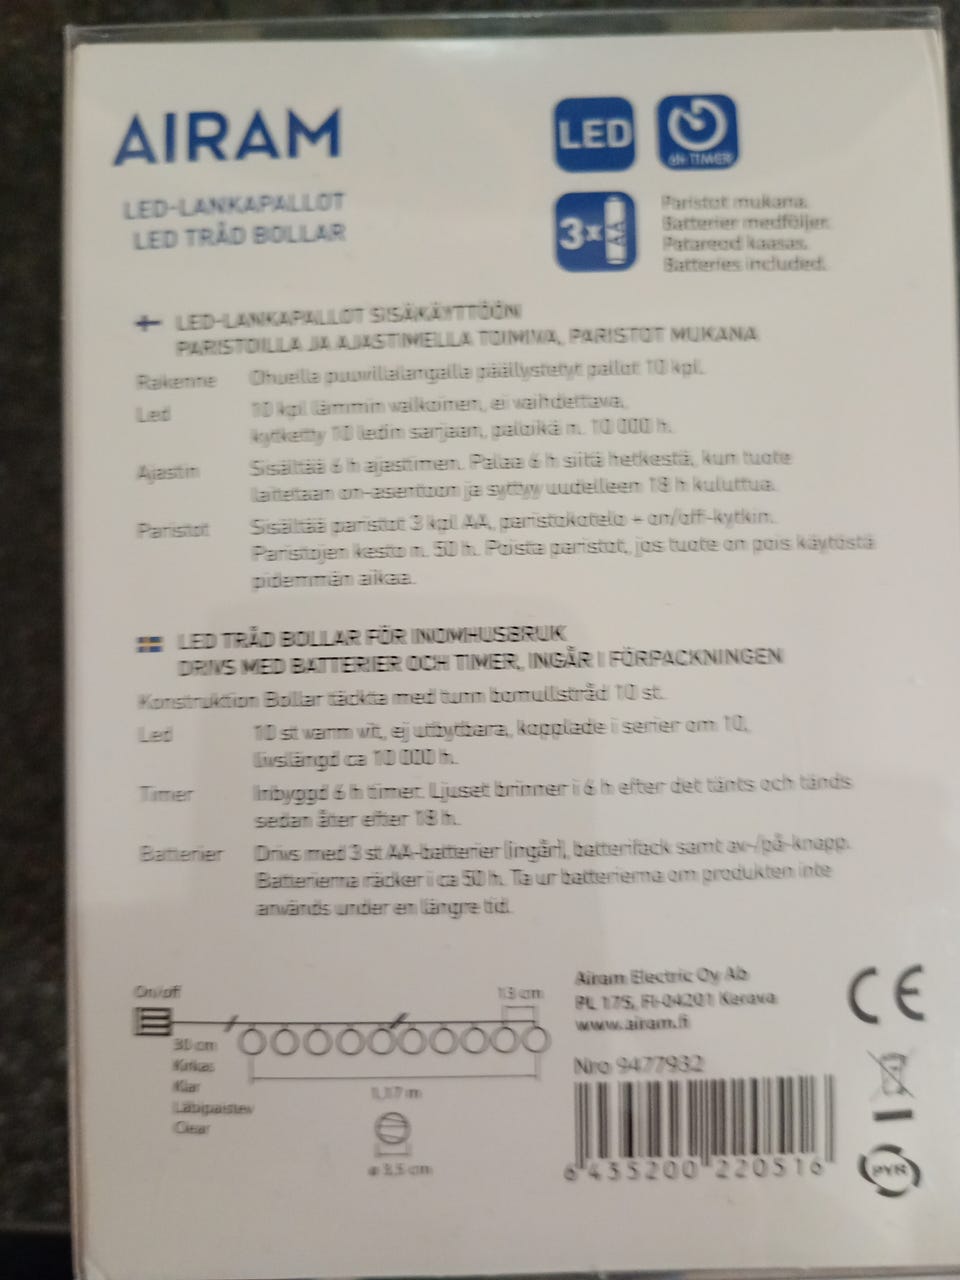 AIRAM
LED-LANKAPALLOT
LED TRÅD BOLLAR
LED
6h TIMER
3x AA
Paristot mukana.
Batterier medföljer.
Patareod kaasas.
Batteries included.
LED-LANKAPALLOT SISÄKÄYTTÖÖN
PARISTOILLA JA AJASTIMELLA TOIMIVA, PARISTOT MUKANA
Rakenne Ohuella puuvillalangalla päällystetyt pallot 10 kpl.
Led 10 kpl lämmin valkoinen, ei vaihdettava,
kytketty 10 ledin sarjaan, paloikä n. 10 000 h.
Ajastin Sisältää 6 h ajastimen. Palaa 6 h siitä hetkestä, kun tuote
laitetaan on-asentoon ja syttyy uudelleen 18 h kuluttua.
Paristot Sisältää paristot 3 kpl AA, paristokotelo + on/off-kytkin.
Paristojen kesto n. 50 h. Poista paristot, jos tuote on pois käytöstä
pidemmän aikaa.
LED TRÅD BOLLAR FÖR INOMHUSBRUK
DRIVS MED BATTERIER OCH TIMER, INGÅR I FÖRPACKNINGEN
Konstruktion Bollar täckta med tunn bomullstråd 10 st.
Led 10 st varm vit, ej utbytbara, kopplade i serier om 10,
livslängd ca 10 000 h.
Timer Inbyggd 6 h timer. Ljuset brinner i 6 h efter det tänts och tänds
sedan åter efter 18 h.
Batterier Drivs med 3 st AA-batterier (ingår), batterifack samt av-/på-knapp.
Batterierna räcker i ca 50 h. Ta ur batterierna om produkten inte
används under en längre tid.
On/off
13 cm
30 cm
Kirkas
Klar
Läbipaistev
Clear
1,17 m
ø 3,5 cm
Airam Electric Oy Ab
PL 175, FI-04201 Kerava
www.airam.fi
Nro 9477932
6 435200 220516
CE
PYR